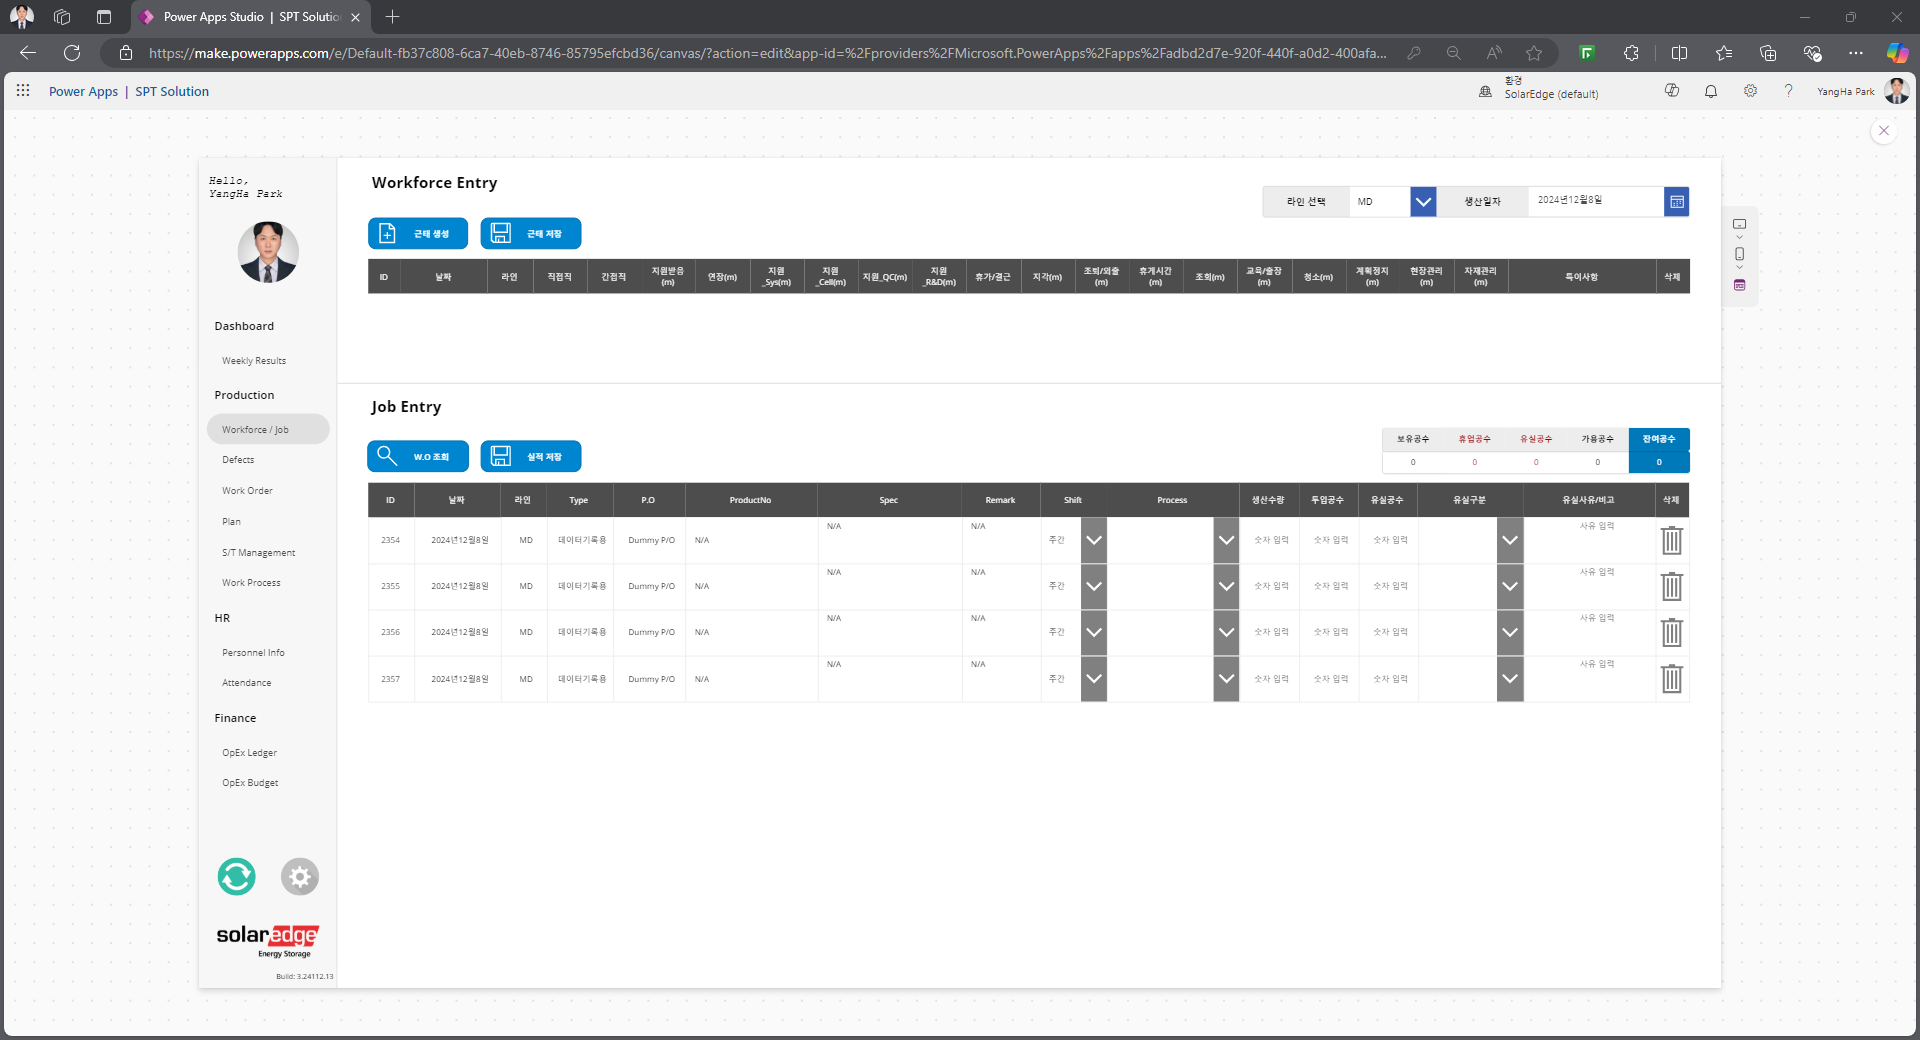 Power Apps Studio | SPT Solutio
https://make.powerapps.com/e/Default-fb37c808-6ca7-40eb-8746-85795efcbd36/canvas/?action=edit&app-id=%2Fproviders%2FMicrosoft.PowerApps%2Fapps%2Fadbd2d7e-920f-440f-a0d2-400afa...
Power Apps | SPT Solution
환경
SolarEdge (default)
YangHa Park
Hello,
YangHa Park
Dashboard
Weekly Results
Production
Workforce / Job
Defects
Work Order
Plan
S/T Management
Work Process
HR
Personnel Info
Attendance
Finance
OpEx Ledger
OpEx Budget
solaredge
Energy Storage
Build: 3.24112.13
Workforce Entry
라인 선택 MD 생산일자 2024년12월8일
근태 생성 근태 저장
ID 날짜 라인 직접직 간접직 지원받음(m) 연장(m) 지원_Sys(m) 지원_Cell(m) 지원_QC(m) 지원_R&D(m) 휴가/결근 지각(m) 조퇴/외출(m) 휴게시간(m) 조회(m) 교육/출장(m) 청소(m) 계획정지(m) 현장관리(m) 자재관리(m) 특이사항 삭제
Job Entry
W.O 조회 실적 저장
보유공수 휴업공수 유실공수 가용공수 잔여공수
0 0 0 0 0
ID 날짜 라인 Type P.O ProductNo Spec Remark Shift Process 생산수량 투입공수 유실공수 유실구분 유실사유/비고 삭제
2354 2024년12월8일 MD 데이터기록용 Dummy P/O N/A N/A N/A 주간 숫자 입력 숫자 입력 숫자 입력 사유 입력
2355 2024년12월8일 MD 데이터기록용 Dummy P/O N/A N/A N/A 주간 숫자 입력 숫자 입력 숫자 입력 사유 입력
2356 2024년12월8일 MD 데이터기록용 Dummy P/O N/A N/A N/A 주간 숫자 입력 숫자 입력 숫자 입력 사유 입력
2357 2024년12월8일 MD 데이터기록용 Dummy P/O N/A N/A N/A 주간 숫자 입력 숫자 입력 숫자 입력 사유 입력